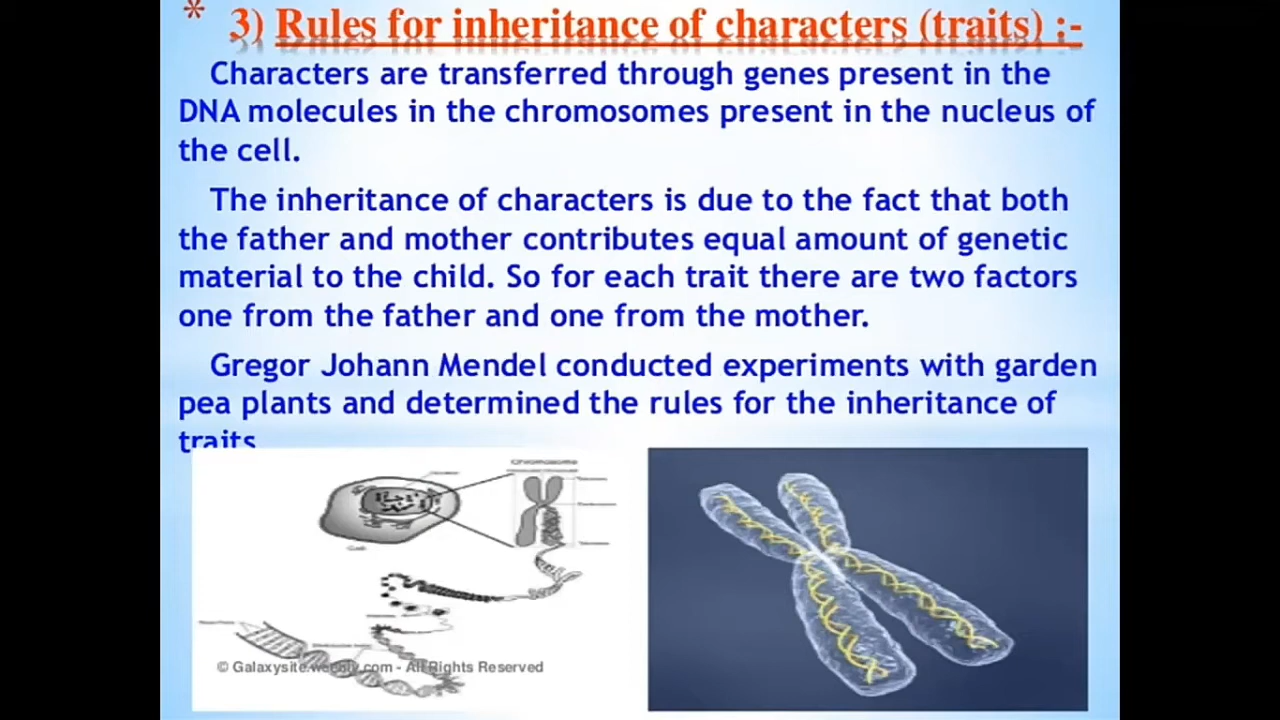 * 3) Rules for inheritance of characters (traits) :-
Characters are transferred through genes present in the
DNA molecules in the chromosomes present in the nucleus of
the cell.
The inheritance of characters is due to the fact that both
the father and mother contributes equal amount of genetic
material to the child. So for each trait there are two factors
one from the father and one from the mother.
Gregor Johann Mendel conducted experiments with garden
pea plants and determined the rules for the inheritance of
traits
Chromosome
Cell
© Galaxysite.weebly.com - All Rights Reserved